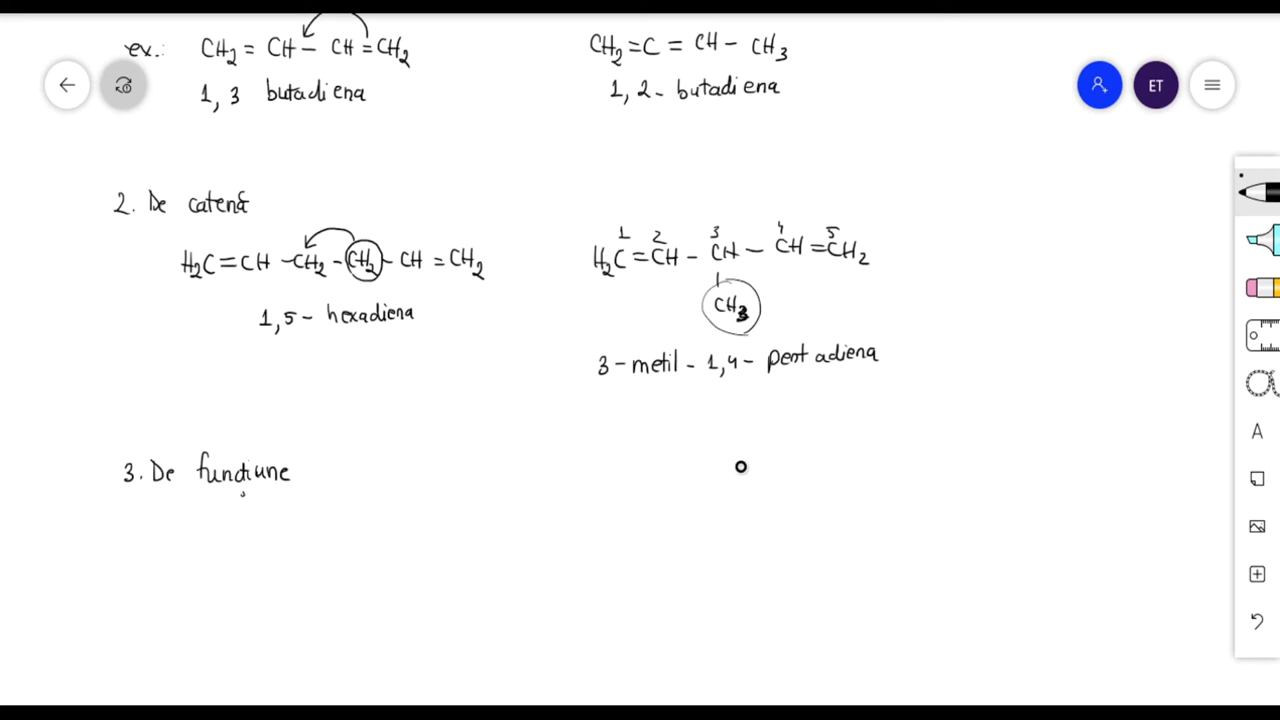 ex.: CH₂ = CH – CH = CH₂ CH₂ = C = CH – CH₃
1, 3 butadiena 1, 2 - butadiena
ET
2. De catenă
H₂C = CH – CH₂ – CH₂ – CH = CH₂
1 2 3 4 5
H₂C = CH – CH – CH = CH₂
CH₃
1, 5 – hexadiena
3 – metil – 1, 4 – pentadiena
A
3. De funcțiune